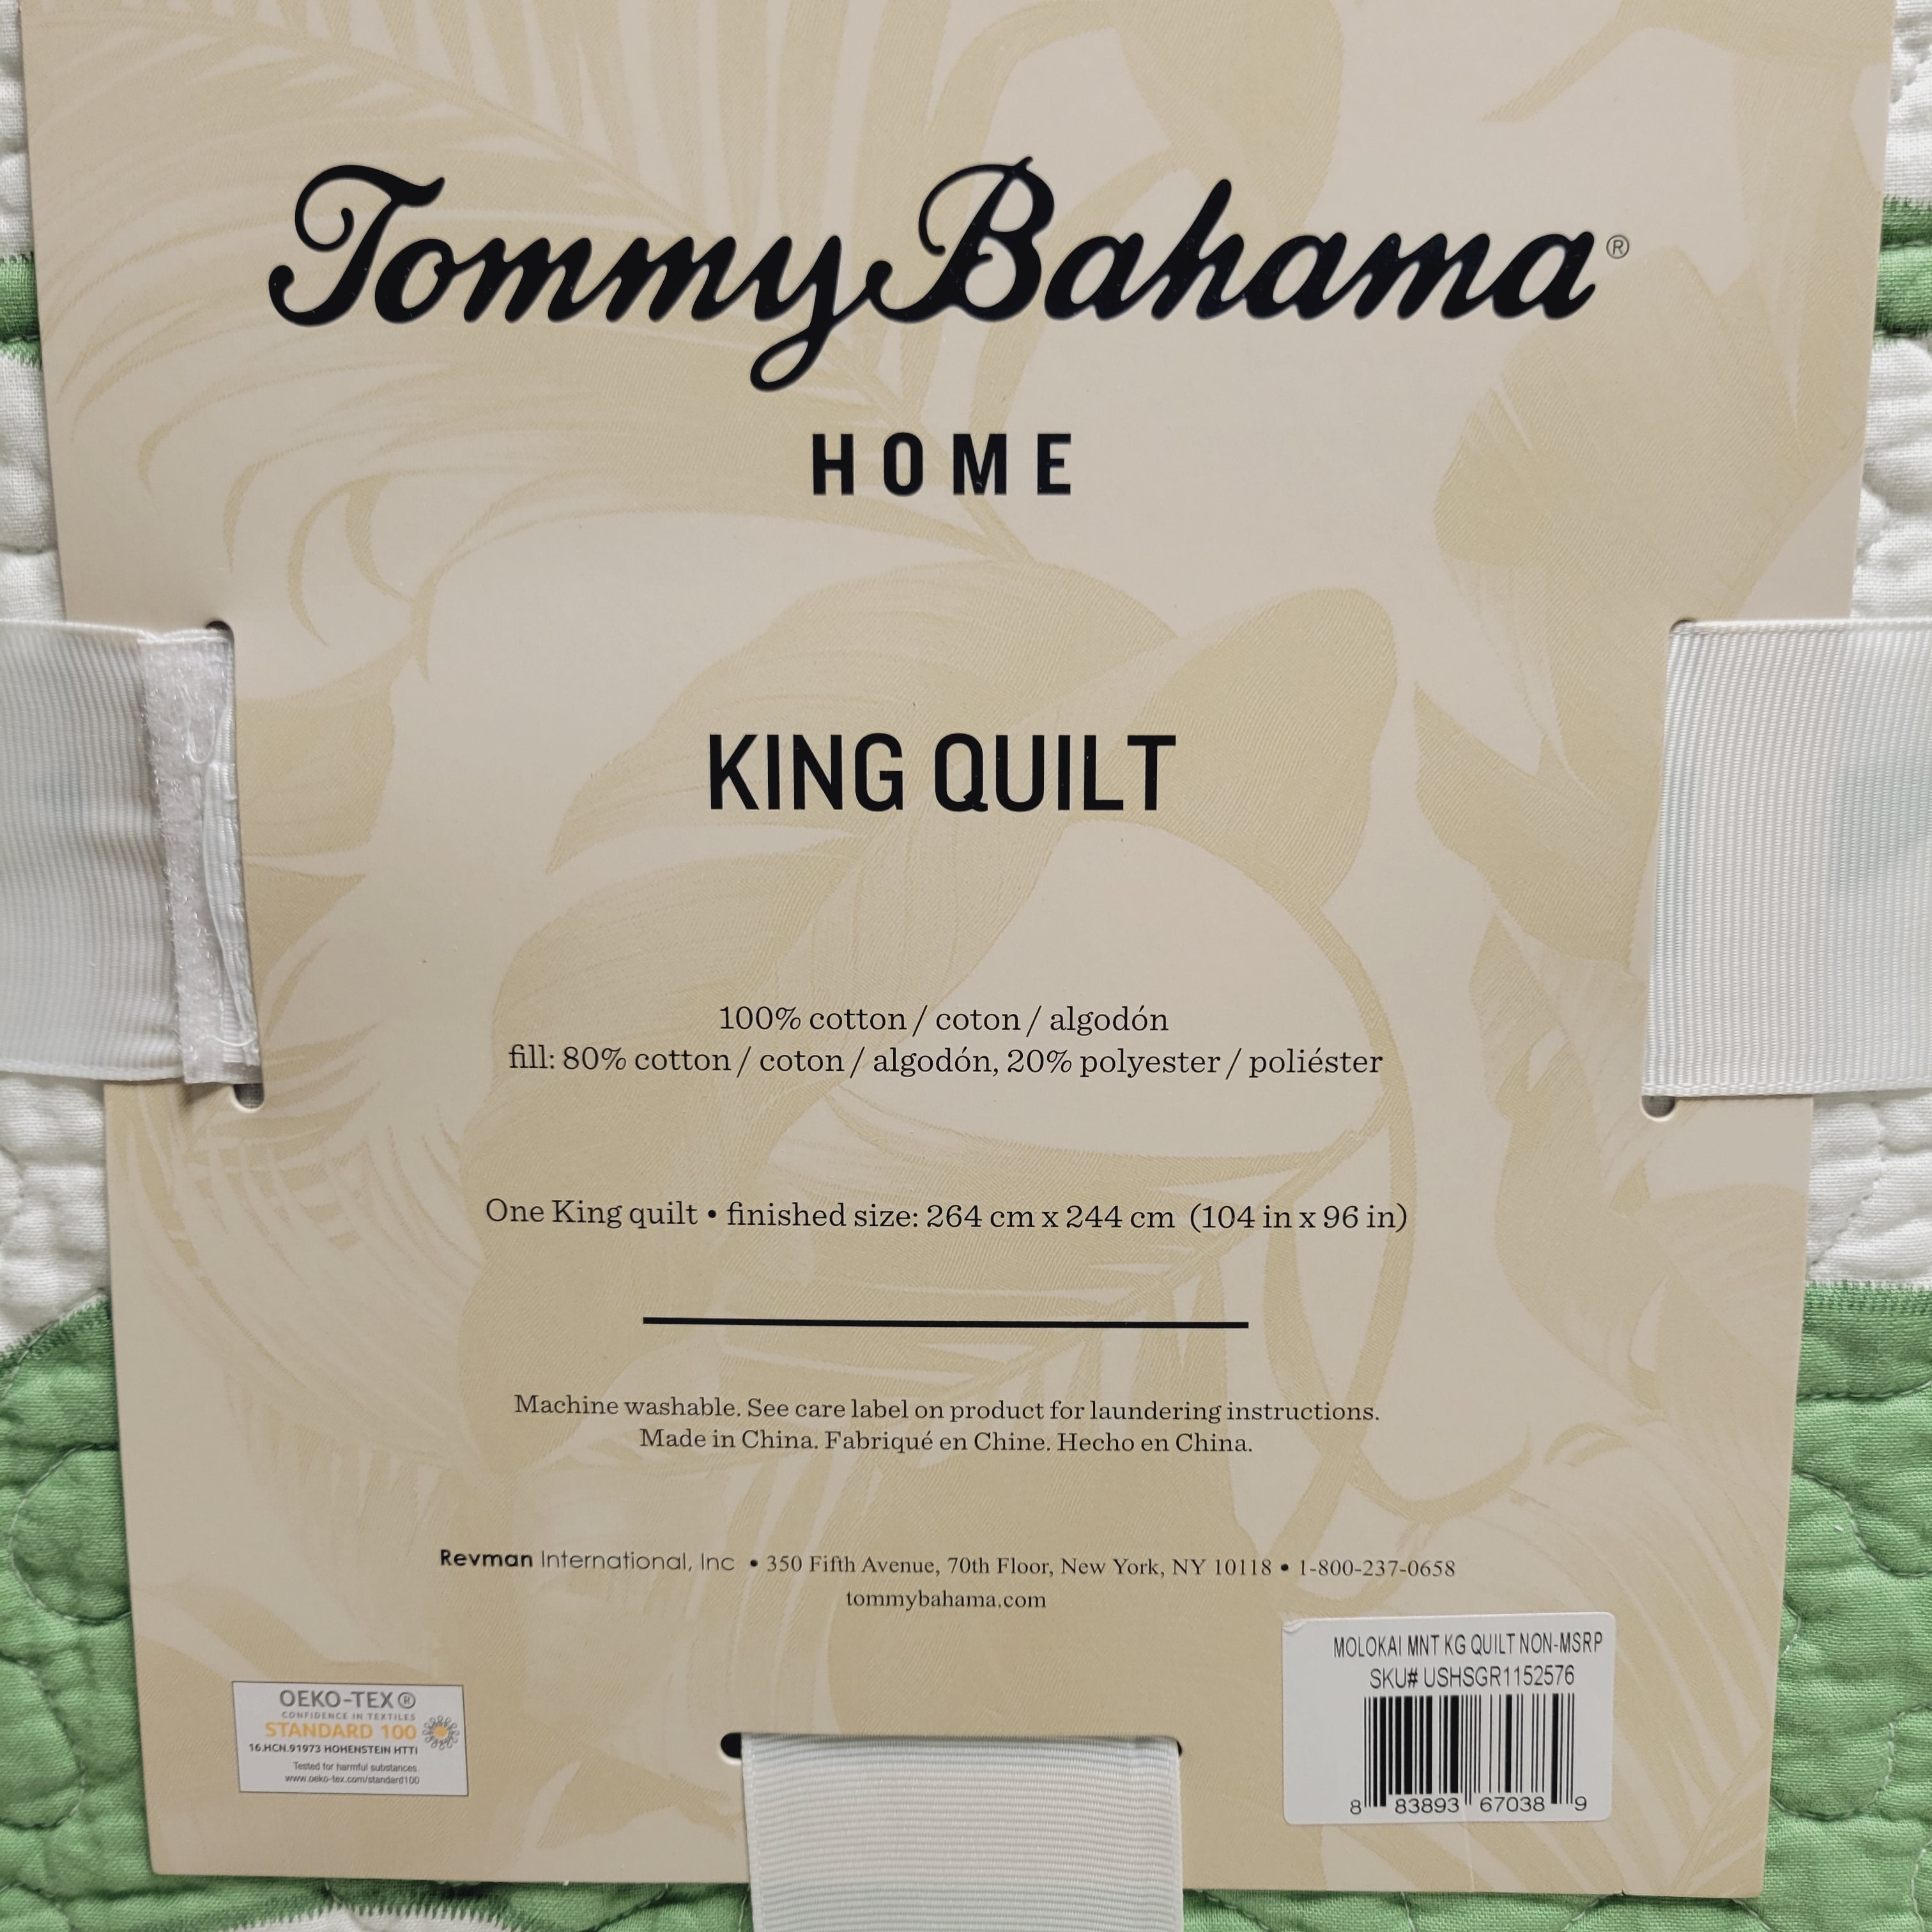 Tommy Bahama®
HOME
KING QUILT
100% cotton / coton / algodón
fill: 80% cotton / coton / algodón, 20% polyester / poliéster
One King quilt • finished size: 264 cm x 244 cm (104 in x 96 in)
Machine washable. See care label on product for laundering instructions.
Made in China. Fabriqué en Chine. Hecho en China.
Revman International, Inc • 350 Fifth Avenue, 70th Floor, New York, NY 10118 • 1-800-237-0658
tommybahama.com
OEKO-TEX®
CONFIDENCE IN TEXTILES
STANDARD 100
16.HCN.91973 HOHENSTEIN HTTI
Tested for harmful substances.
www.oeko-tex.com/standard100
MOLOKAI MNT KG QUILT NON-MSRP
SKU# USHSGR1152576
8 83893 67038 9